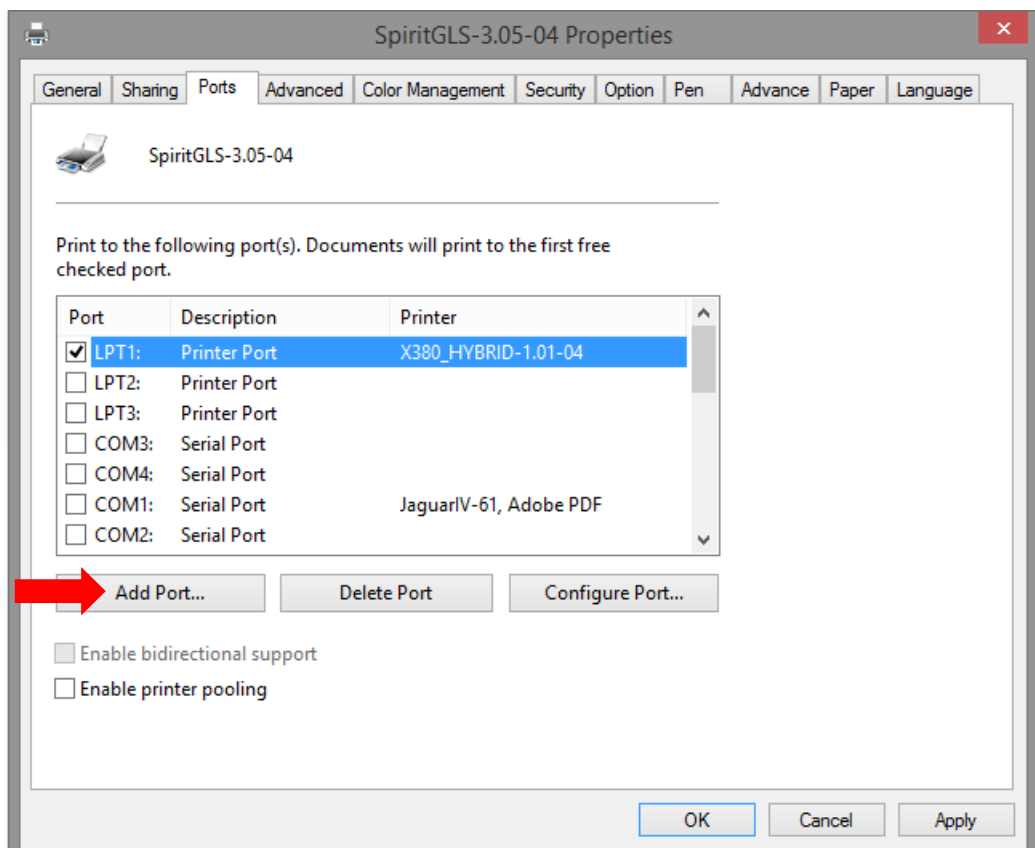 SpiritGLS-3.05-04 Properties
General Sharing Ports Advanced Color Management Security Option Pen Advance Paper Language
SpiritGLS-3.05-04
Print to the following port(s). Documents will print to the first free
checked port.
Port Description Printer
LPT1: Printer Port X380_HYBRID-1.01-04
LPT2: Printer Port
LPT3: Printer Port
COM3: Serial Port
COM4: Serial Port
COM1: Serial Port JaguarIV-61, Adobe PDF
COM2: Serial Port
Add Port... Delete Port Configure Port...
Enable bidirectional support
Enable printer pooling
OK Cancel Apply